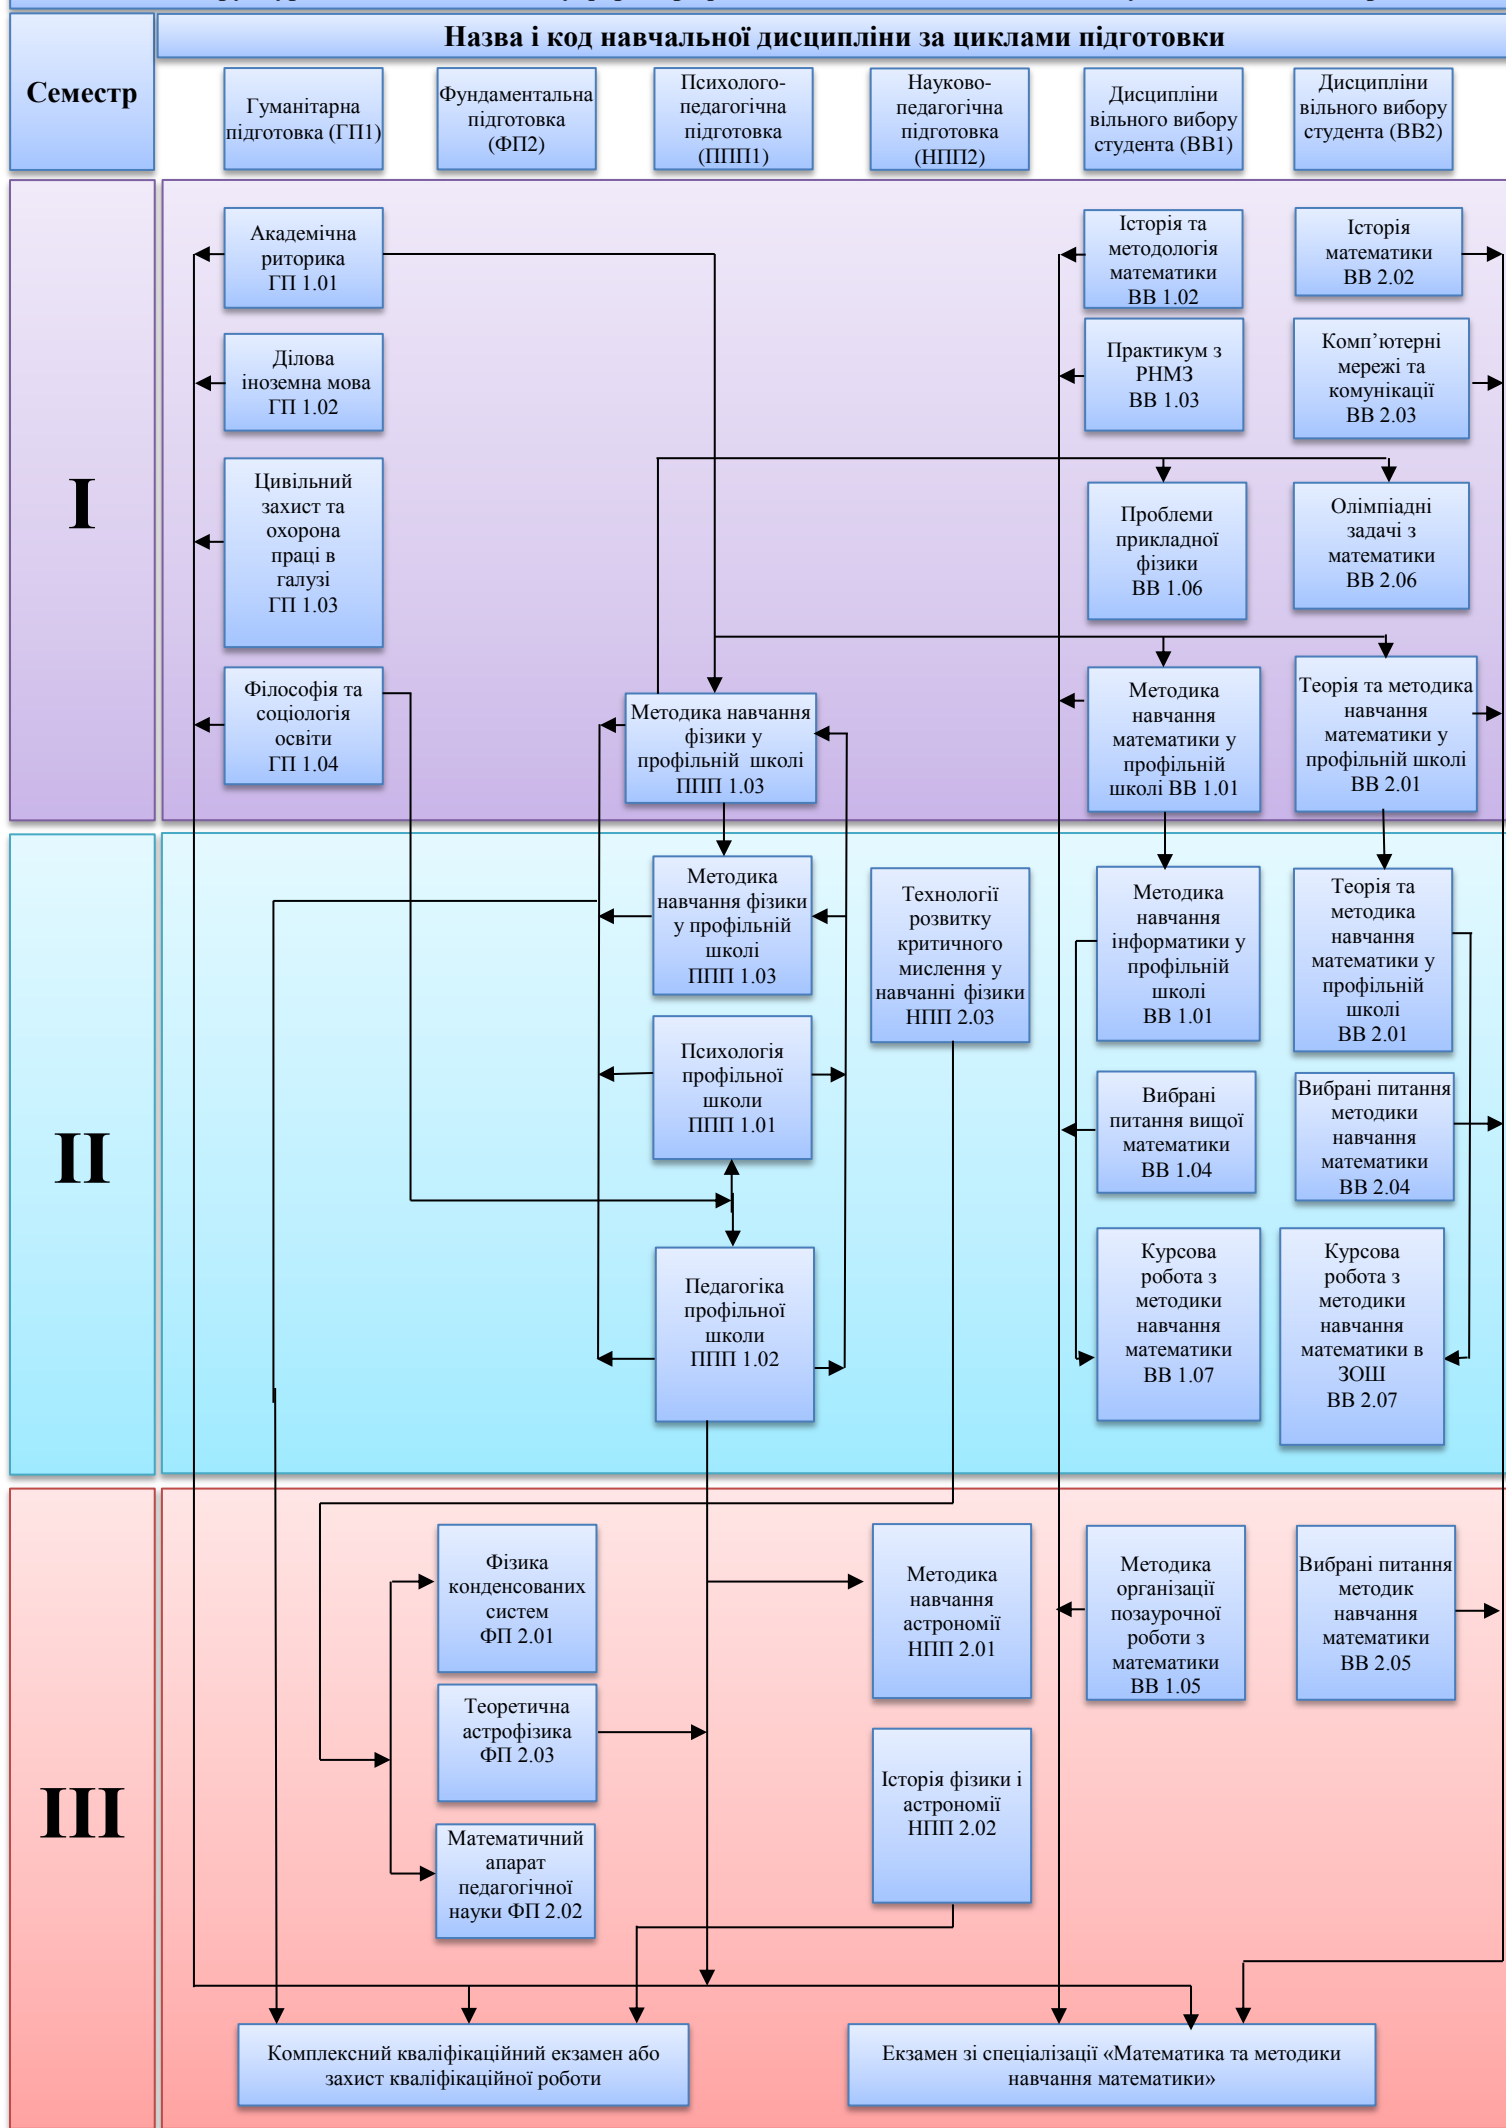 Назва і код навчальної дисципліни за циклами підготовки
Семестр
Гуманітарна
підготовка (ГП1)
Фундаментальна
підготовка
(ФП2)
Психолого-
педагогічна
підготовка
(ППП1)
Науково-
педагогічна
підготовка
(НПП2)
Дисципліни
вільного вибору
студента (ВВ1)
Дисципліни
вільного вибору
студента (ВВ2)
I
Академічна
риторика
ГП 1.01
Історія та
методологія
математики
ВВ 1.02
Історія
математики
ВВ 2.02
Ділова
іноземна мова
ГП 1.02
Практикум з
РНМЗ
ВВ 1.03
Комп’ютерні
мережі та
комунікації
ВВ 2.03
Цивільний
захист та
охорона
праці в
галузі
ГП 1.03
Проблеми
прикладної
фізики
ВВ 1.06
Олімпіадні
задачі з
математики
ВВ 2.06
Філософія та
соціологія
освіти
ГП 1.04
Методика навчання
фізики у
профільній школі
ППП 1.03
Методика
навчання
математики у
профільній
школі ВВ 1.01
Теорія та методика
навчання
математики у
профільній школі
ВВ 2.01
II
Методика
навчання фізики
у профільній
школі
ППП 1.03
Технології
розвитку
критичного
мислення у
навчанні фізики
НПП 2.03
Методика
навчання
інформатики у
профільній
школі
ВВ 1.01
Теорія та
методика
навчання
математики у
профільній
школі
ВВ 2.01
Психологія
профільної
школи
ППП 1.01
Вибрані
питання вищої
математики
ВВ 1.04
Вибрані питання
методики
навчання
математики
ВВ 2.04
Педагогіка
профільної
школи
ППП 1.02
Курсова
робота з
методики
навчання
математики
ВВ 1.07
Курсова
робота з
методики
навчання
математики в
ЗОШ
ВВ 2.07
III
Фізика
конденсованих
систем
ФП 2.01
Методика
навчання
астрономії
НПП 2.01
Методика
організації
позаурочної
роботи з
математики
ВВ 1.05
Вибрані питання
методик
навчання
математики
ВВ 2.05
Теоретична
астрофізика
ФП 2.03
Історія фізики і
астрономії
НПП 2.02
Математичний
апарат
педагогічної
науки ФП 2.02
Комплексний кваліфікаційний екзамен або
захист кваліфікаційної роботи
Екзамен зі спеціалізації «Математика та методики
навчання математики»